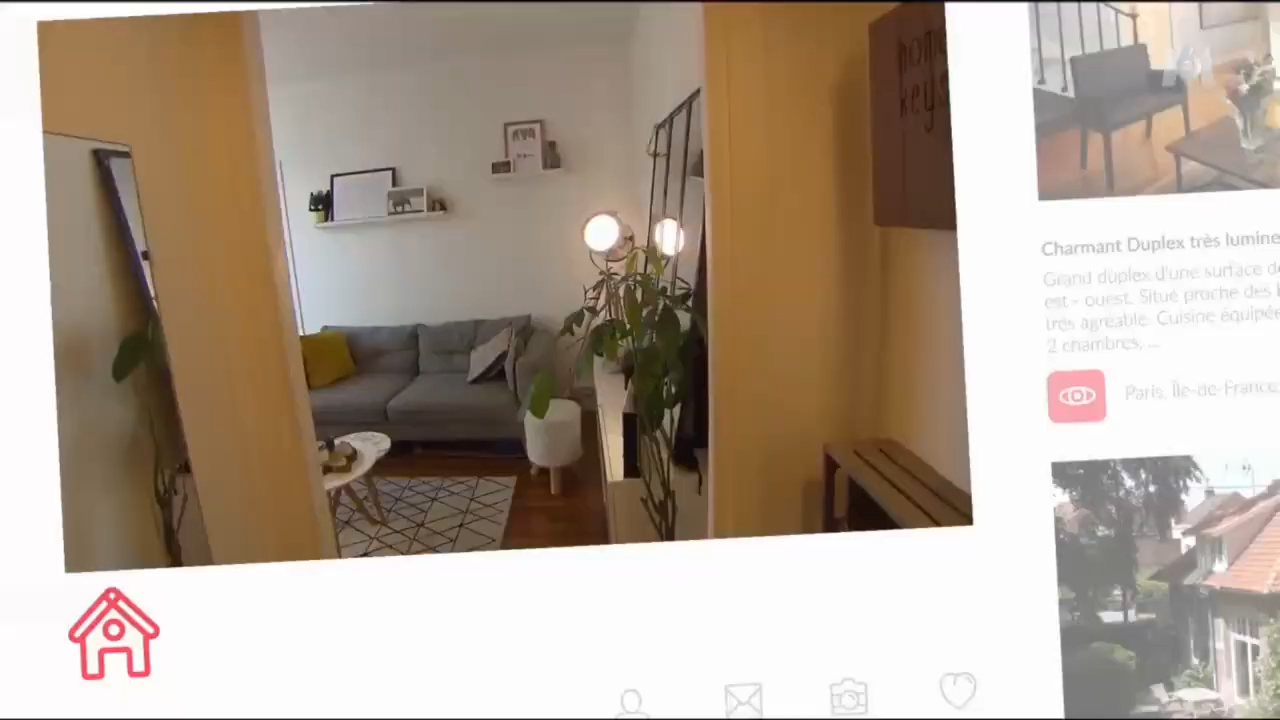 home
keys
Charmant Duplex très lumine
Grand duplex d'une surface de
est - ouest. Situé proche des
très agréable. Cuisine équipée
2 chambres, ...
Paris, Île-de-France,